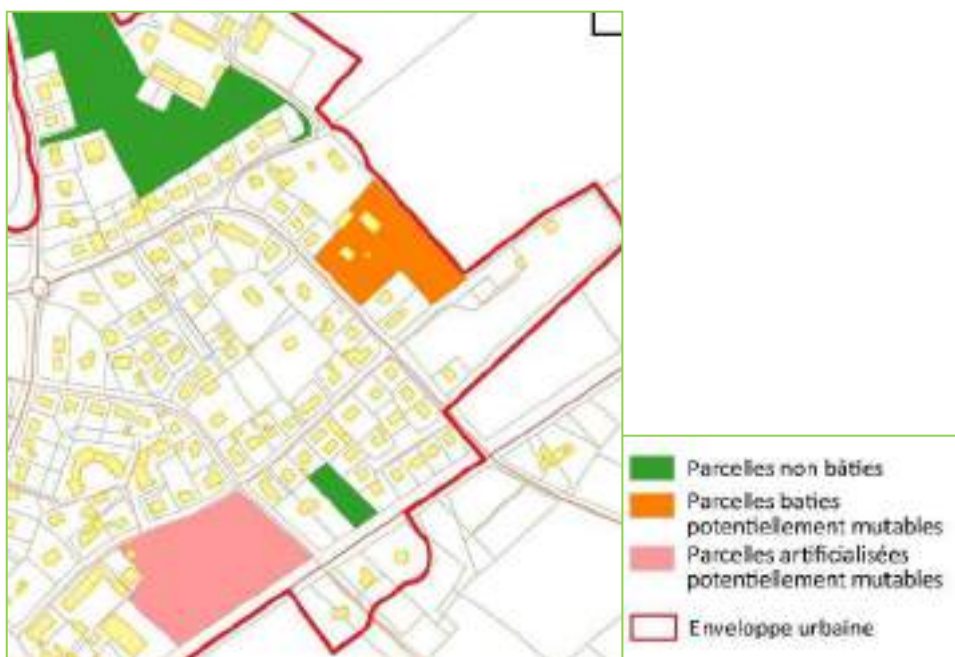 Parcelles non bâties
Parcelles baties
potentiellement mutables
Parcelles artificialisées
potentiellement mutables
Enveloppe urbaine